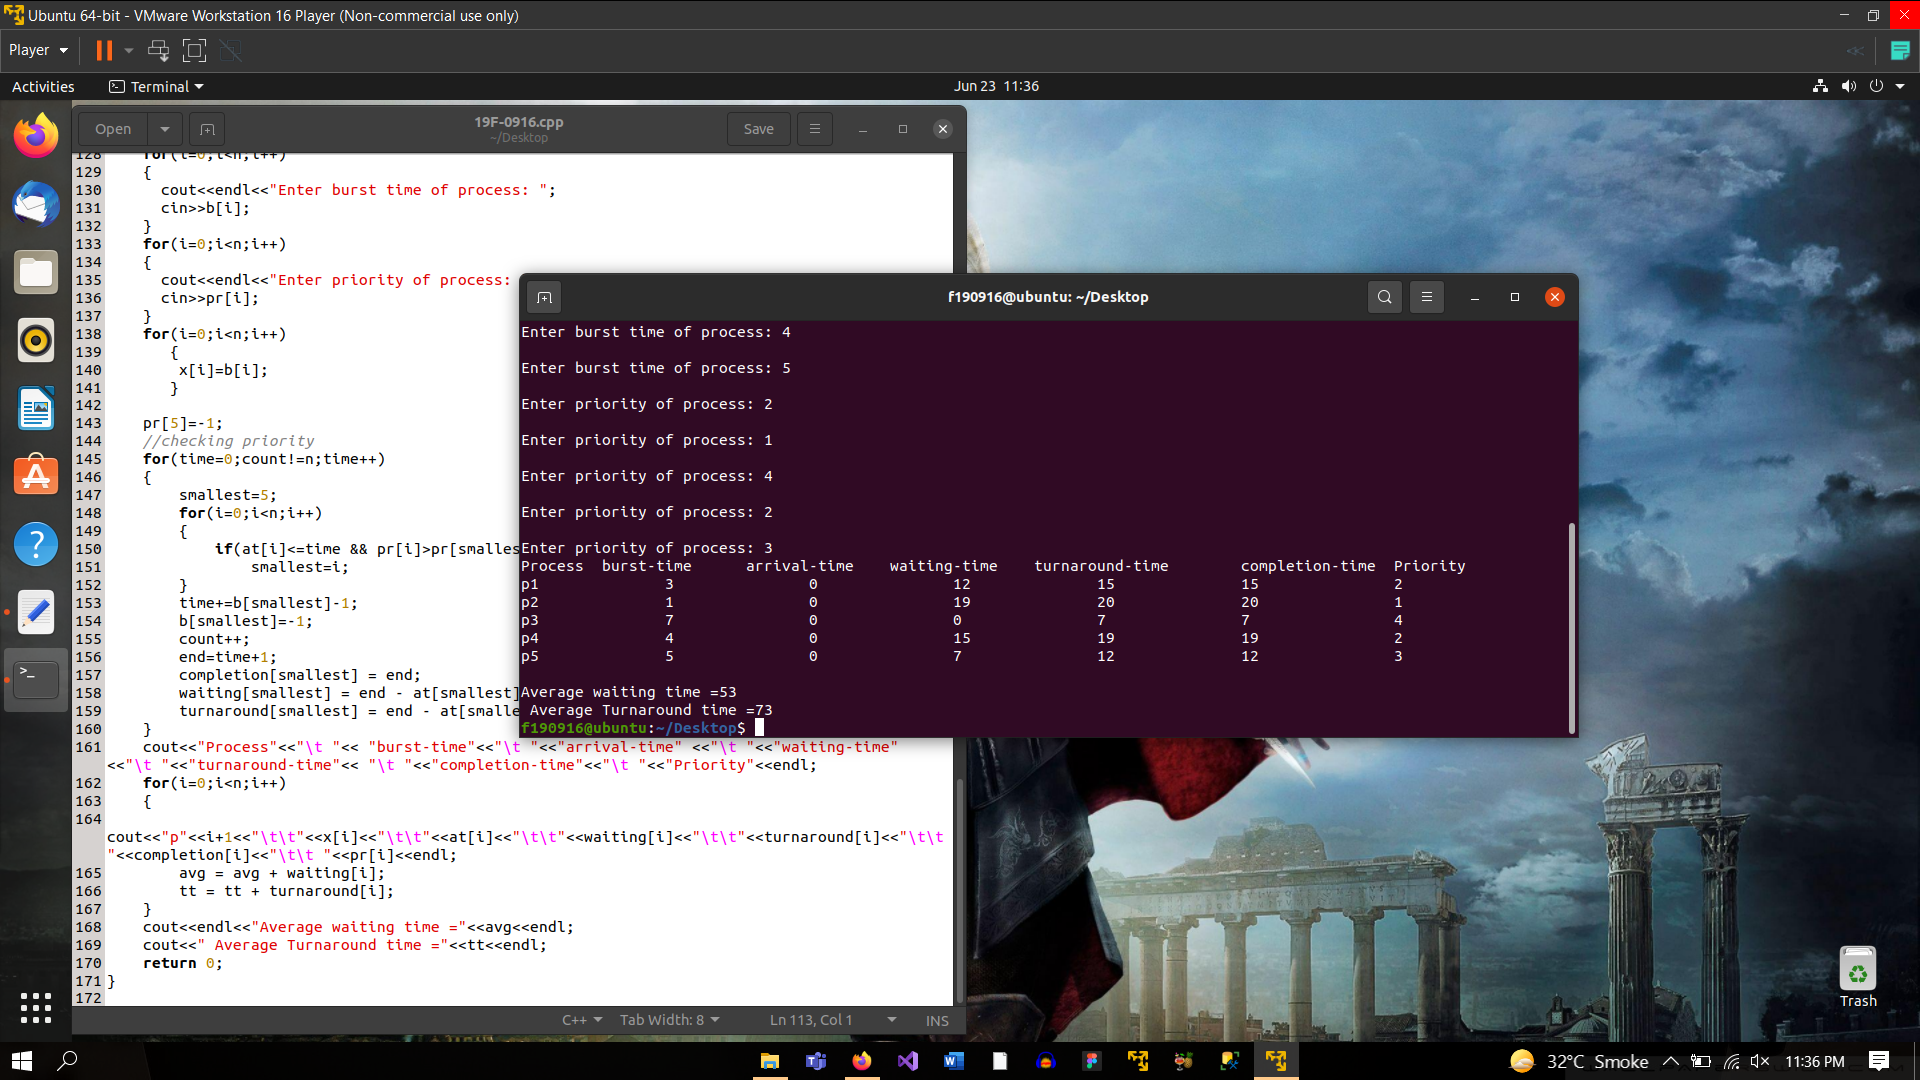 Ubuntu 64-bit - VMware Workstation 16 Player (Non-commercial use only)
Player
Activities
Terminal
Jun 23 11:36
Open
19F-0916.cpp
~/Desktop
Save
128 for(i=0;i<n;i++)
129 {
130 cout<<endl<<"Enter burst time of process: ";
131 cin>>b[i];
132 }
133 for(i=0;i<n;i++)
134 {
135 cout<<endl<<"Enter priority of process:
136 cin>>pr[i];
137 }
138 for(i=0;i<n;i++)
139 {
140 x[i]=b[i];
141 }
142
143 pr[5]=-1;
144 //checking priority
145 for(time=0;count!=n;time++)
146 {
147 smallest=5;
148 for(i=0;i<n;i++)
149 {
150 if(at[i]<=time && pr[i]>pr[smalles
151 smallest=i;
152 }
153 time+=b[smallest]-1;
154 b[smallest]=-1;
155 count++;
156 end=time+1;
157 completion[smallest] = end;
158 waiting[smallest] = end - at[smallest]
159 turnaround[smallest] = end - at[smalle
160 }
161 cout<<"Process"<<"\t "<< "burst-time"<<"\t "<<"arrival-time" <<"\t "<<"waiting-time"
<<"\t "<<"turnaround-time"<< "\t "<<"completion-time"<<"\t "<<"Priority"<<endl;
162 for(i=0;i<n;i++)
163 {
164
cout<<"p"<<i+1<<"\t\t"<<x[i]<<"\t\t"<<at[i]<<"\t\t"<<waiting[i]<<"\t\t"<<turnaround[i]<<"\t\t
"<<completion[i]<<"\t\t "<<pr[i]<<endl;
165 avg = avg + waiting[i];
166 tt = tt + turnaround[i];
167 }
168 cout<<endl<<"Average waiting time ="<<avg<<endl;
169 cout<<" Average Turnaround time ="<<tt<<endl;
170 return 0;
171 }
172
C++ Tab Width: 8 Ln 113, Col 1 INS
f190916@ubuntu: ~/Desktop
Enter burst time of process: 4
Enter burst time of process: 5
Enter priority of process: 2
Enter priority of process: 1
Enter priority of process: 4
Enter priority of process: 2
Enter priority of process: 3
Process burst-time arrival-time waiting-time turnaround-time completion-time Priority
p1 3 0 12 15 15 2
p2 1 0 19 20 20 1
p3 7 0 0 7 7 4
p4 4 0 15 19 19 2
p5 5 0 7 12 12 3
Average waiting time =53
Average Turnaround time =73
f190916@ubuntu:~/Desktop$
Trash
32°C Smoke
11:36 PM